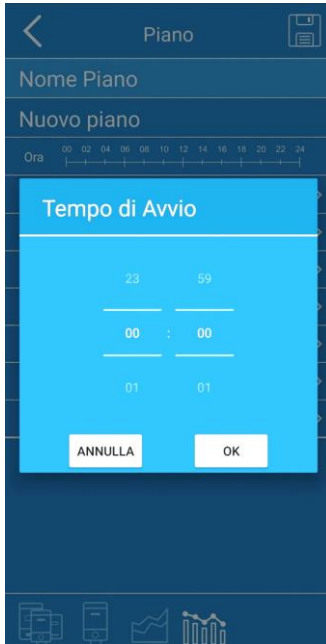 Piano
Nome Piano
Nuovo piano
Ora 00 02 04 06 08 10 12 14 16 18 20 22 24
Tempo di Avvio
23 59
00 : 00
01 01
ANNULLA OK